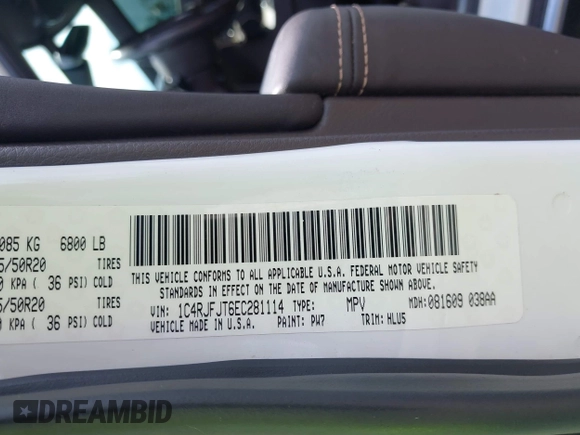 085 KG 6800 LB
5/50R20 TIRES
0 KPA ( 36 PSI) COLD
5/50R20 TIRES
0 KPA ( 36 PSI) COLD
THIS VEHICLE CONFORMS TO ALL APPLICABLE U.S.A. FEDERAL MOTOR VEHICLE SAFETY
STANDARDS IN EFFECT ON THE DATE OF MANUFACTURE SHOWN ABOVE.
VIN: 1C4RJFJT6EC281114 TYPE: MPV MDH: 081609 038AA
VEHICLE MADE IN U.S.A. PAINT: PW7 TRIM: HLU5
DREAMBID